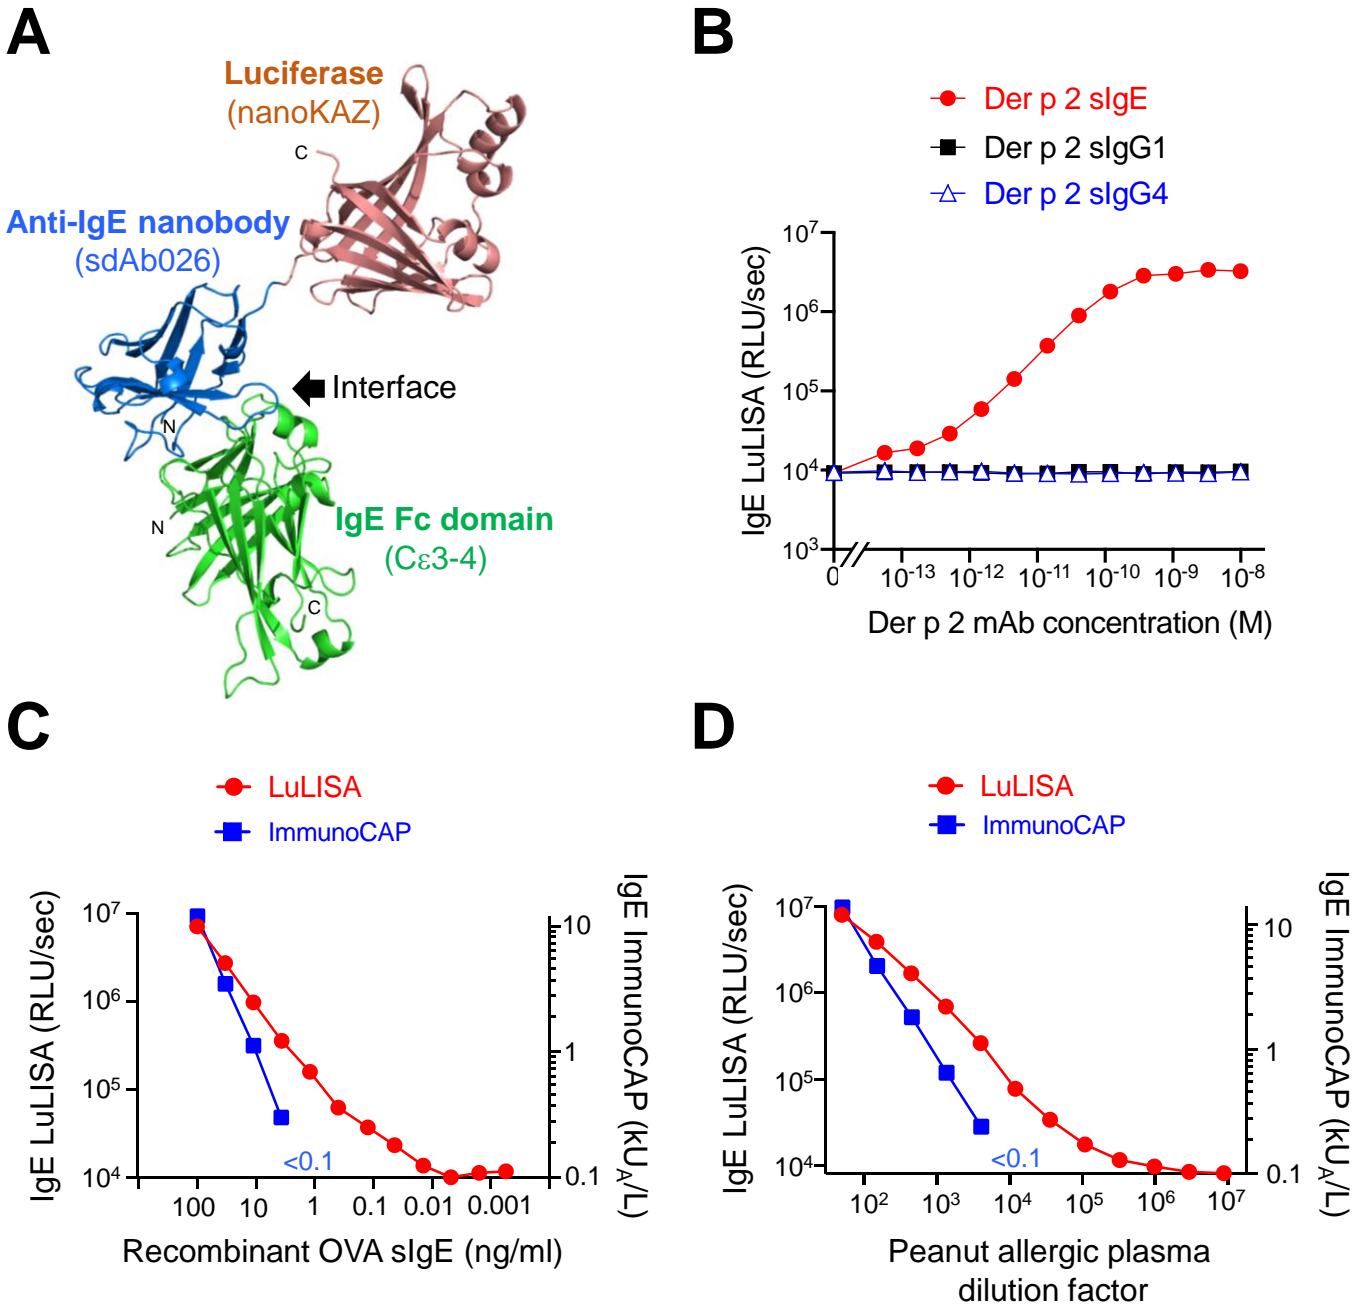 A
Luciferase
(nanoKAZ)
C
Anti-IgE nanobody
(sdAb026)
Interface
N
N
IgE Fc domain
(Cε3-4)
C
B
Der p 2 sIgE
Der p 2 sIgG1
Der p 2 sIgG4
IgE LuLISA (RLU/sec)
10⁷
10⁶
10⁵
10⁴
10³
0 10⁻¹³ 10⁻¹² 10⁻¹¹ 10⁻¹⁰ 10⁻⁹ 10⁻⁸
Der p 2 mAb concentration (M)
C
LuLISA
ImmunoCAP
IgE LuLISA (RLU/sec)
10⁷
10⁶
10⁵
10⁴
<0.1
10
1
0.1
IgE ImmunoCAP (kU_A/L)
100 10 1 0.1 0.01 0.001
Recombinant OVA sIgE (ng/ml)
D
LuLISA
ImmunoCAP
IgE LuLISA (RLU/sec)
10⁷
10⁶
10⁵
10⁴
<0.1
10
1
0.1
IgE ImmunoCAP (kU_A/L)
10² 10³ 10⁴ 10⁵ 10⁶ 10⁷
Peanut allergic plasma
dilution factor